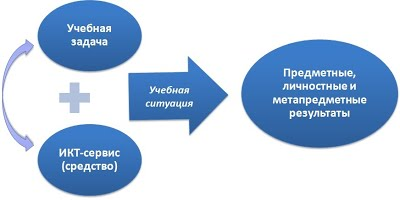 Учебная
задача
ИКТ-сервис
(средство)
Учебная
ситуация
Предметные,
личностные и
метапредметные
результаты